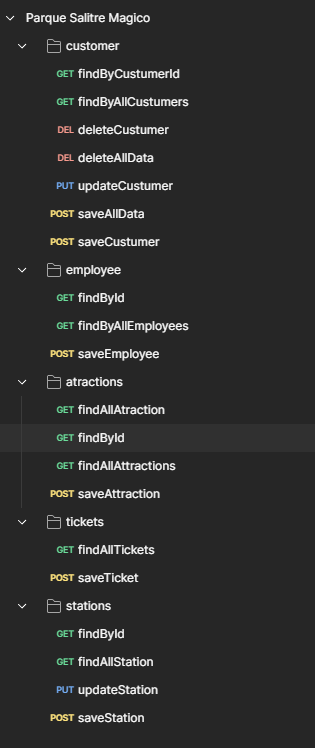 Parque Salitre Magico
customer
GET findByCustumerId
GET findByAllCustumers
DEL deleteCustumer
DEL deleteAllData
PUT updateCustumer
POST saveAllData
POST saveCustumer
employee
GET findById
GET findByAllEmployees
POST saveEmployee
atractions
GET findAllAtraction
GET findById
GET findAllAttractions
POST saveAttraction
tickets
GET findAllTickets
POST saveTicket
stations
GET findById
GET findAllStation
PUT updateStation
POST saveStation